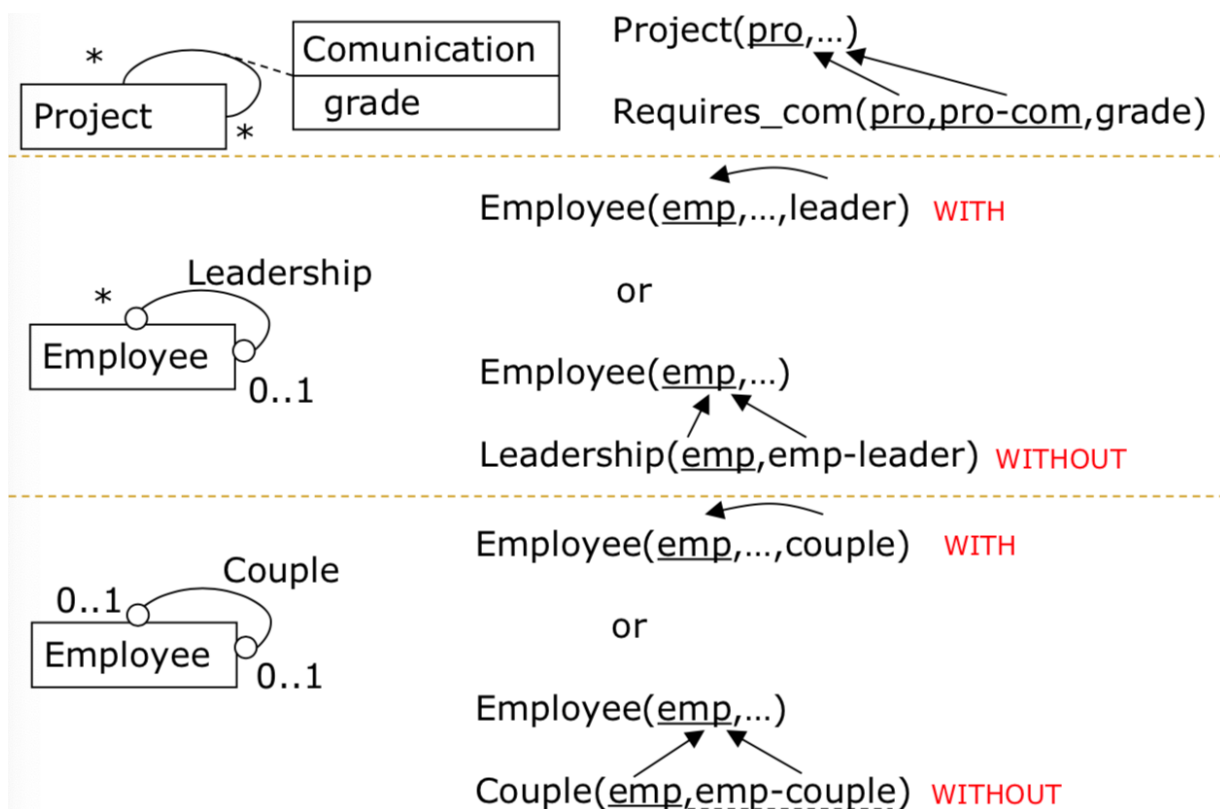 *
Project
*
Comunication
grade
Project(pro,...)
Requires_com(pro,pro-com,grade)
Leadership
*
Employee
0..1
Employee(emp,...,leader) WITH
or
Employee(emp,...)
Leadership(emp,emp-leader) WITHOUT
Couple
0..1
Employee
0..1
Employee(emp,...,couple) WITH
or
Employee(emp,...)
Couple(emp,emp-couple) WITHOUT